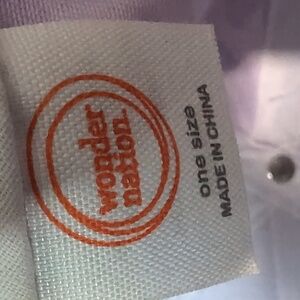 wonder
nation.
one size
MADE IN CHINA